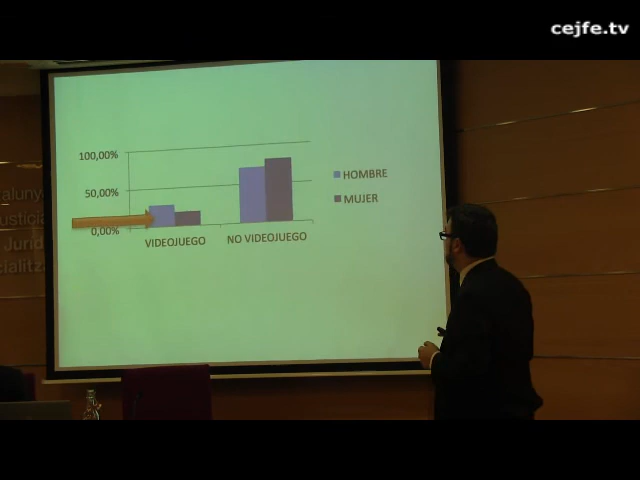 cejfe.tv
100,00%
50,00%
0,00%
VIDEOJUEGO
NO VIDEOJUEGO
HOMBRE
MUJER